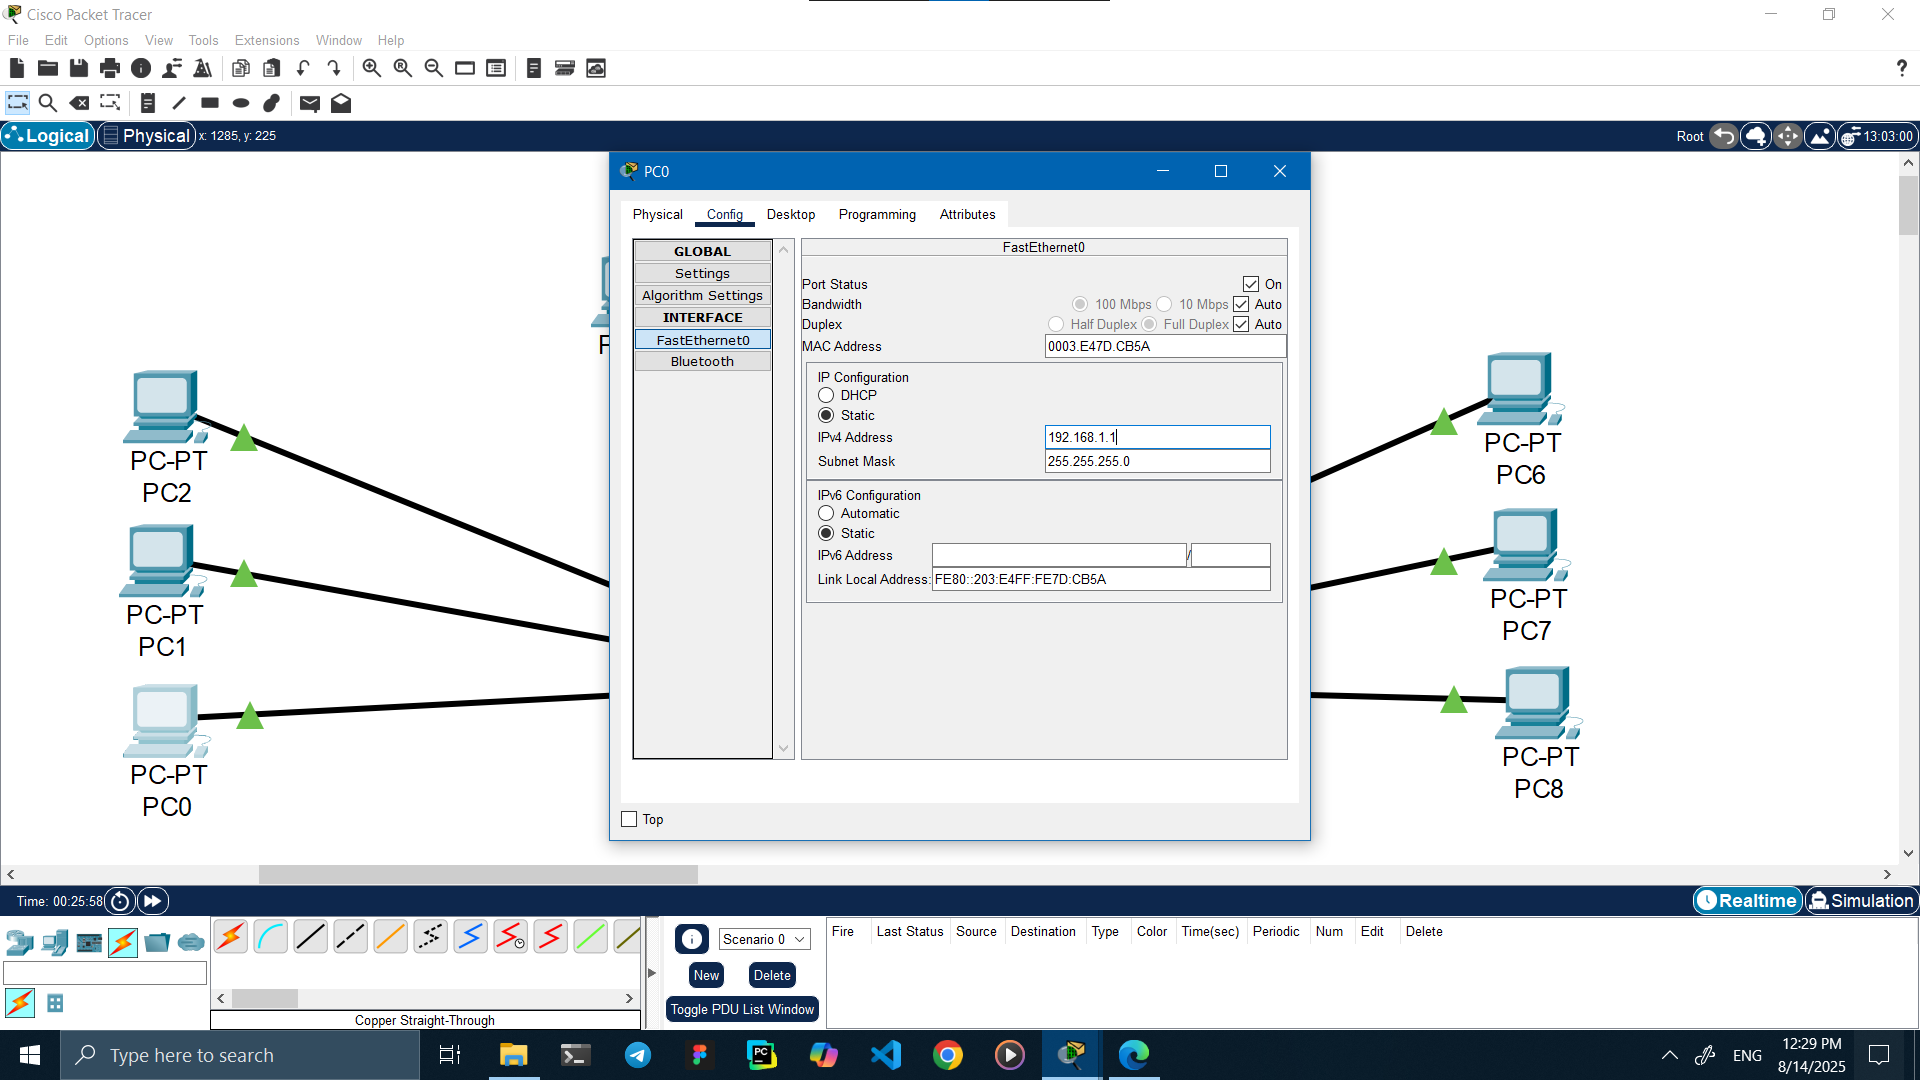 Cisco Packet Tracer
File Edit Options View Tools Extensions Window Help
Logical Physical x: 1285, y: 225 Root 13:03:00
PC0
Physical Config Desktop Programming Attributes
GLOBAL
Settings
Algorithm Settings
INTERFACE
FastEthernet0
Bluetooth
FastEthernet0
Port Status On
Bandwidth 100 Mbps 10 Mbps Auto
Duplex Half Duplex Full Duplex Auto
MAC Address 0003.E47D.CB5A
IP Configuration
DHCP
Static
IPv4 Address 192.168.1.1
Subnet Mask 255.255.255.0
IPv6 Configuration
Automatic
Static
IPv6 Address /
Link Local Address: FE80::203:E4FF:FE7D:CB5A
Top
PC-PT
PC2
PC-PT
PC1
PC-PT
PC0
PC-PT
PC6
PC-PT
PC7
PC-PT
PC8
Time: 00:25:58 Realtime Simulation
Scenario 0
New Delete
Toggle PDU List Window
Fire Last Status Source Destination Type Color Time(sec) Periodic Num Edit Delete
Copper Straight-Through
Type here to search
PC
ENG
12:29 PM
8/14/2025